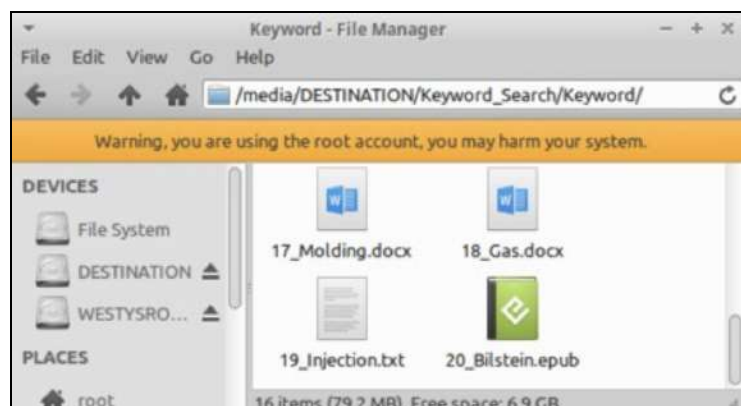 Keyword - File Manager
File Edit View Go Help
/media/DESTINATION/Keyword_Search/Keyword/
Warning, you are using the root account, you may harm your system.
DEVICES
File System
DESTINATION
WESTYSRO...
PLACES
root
17_Molding.docx 18_Gas.docx
19_Injection.txt 20_Bilstein.epub
16 items (79.2 MB), Free space: 6.9 GB